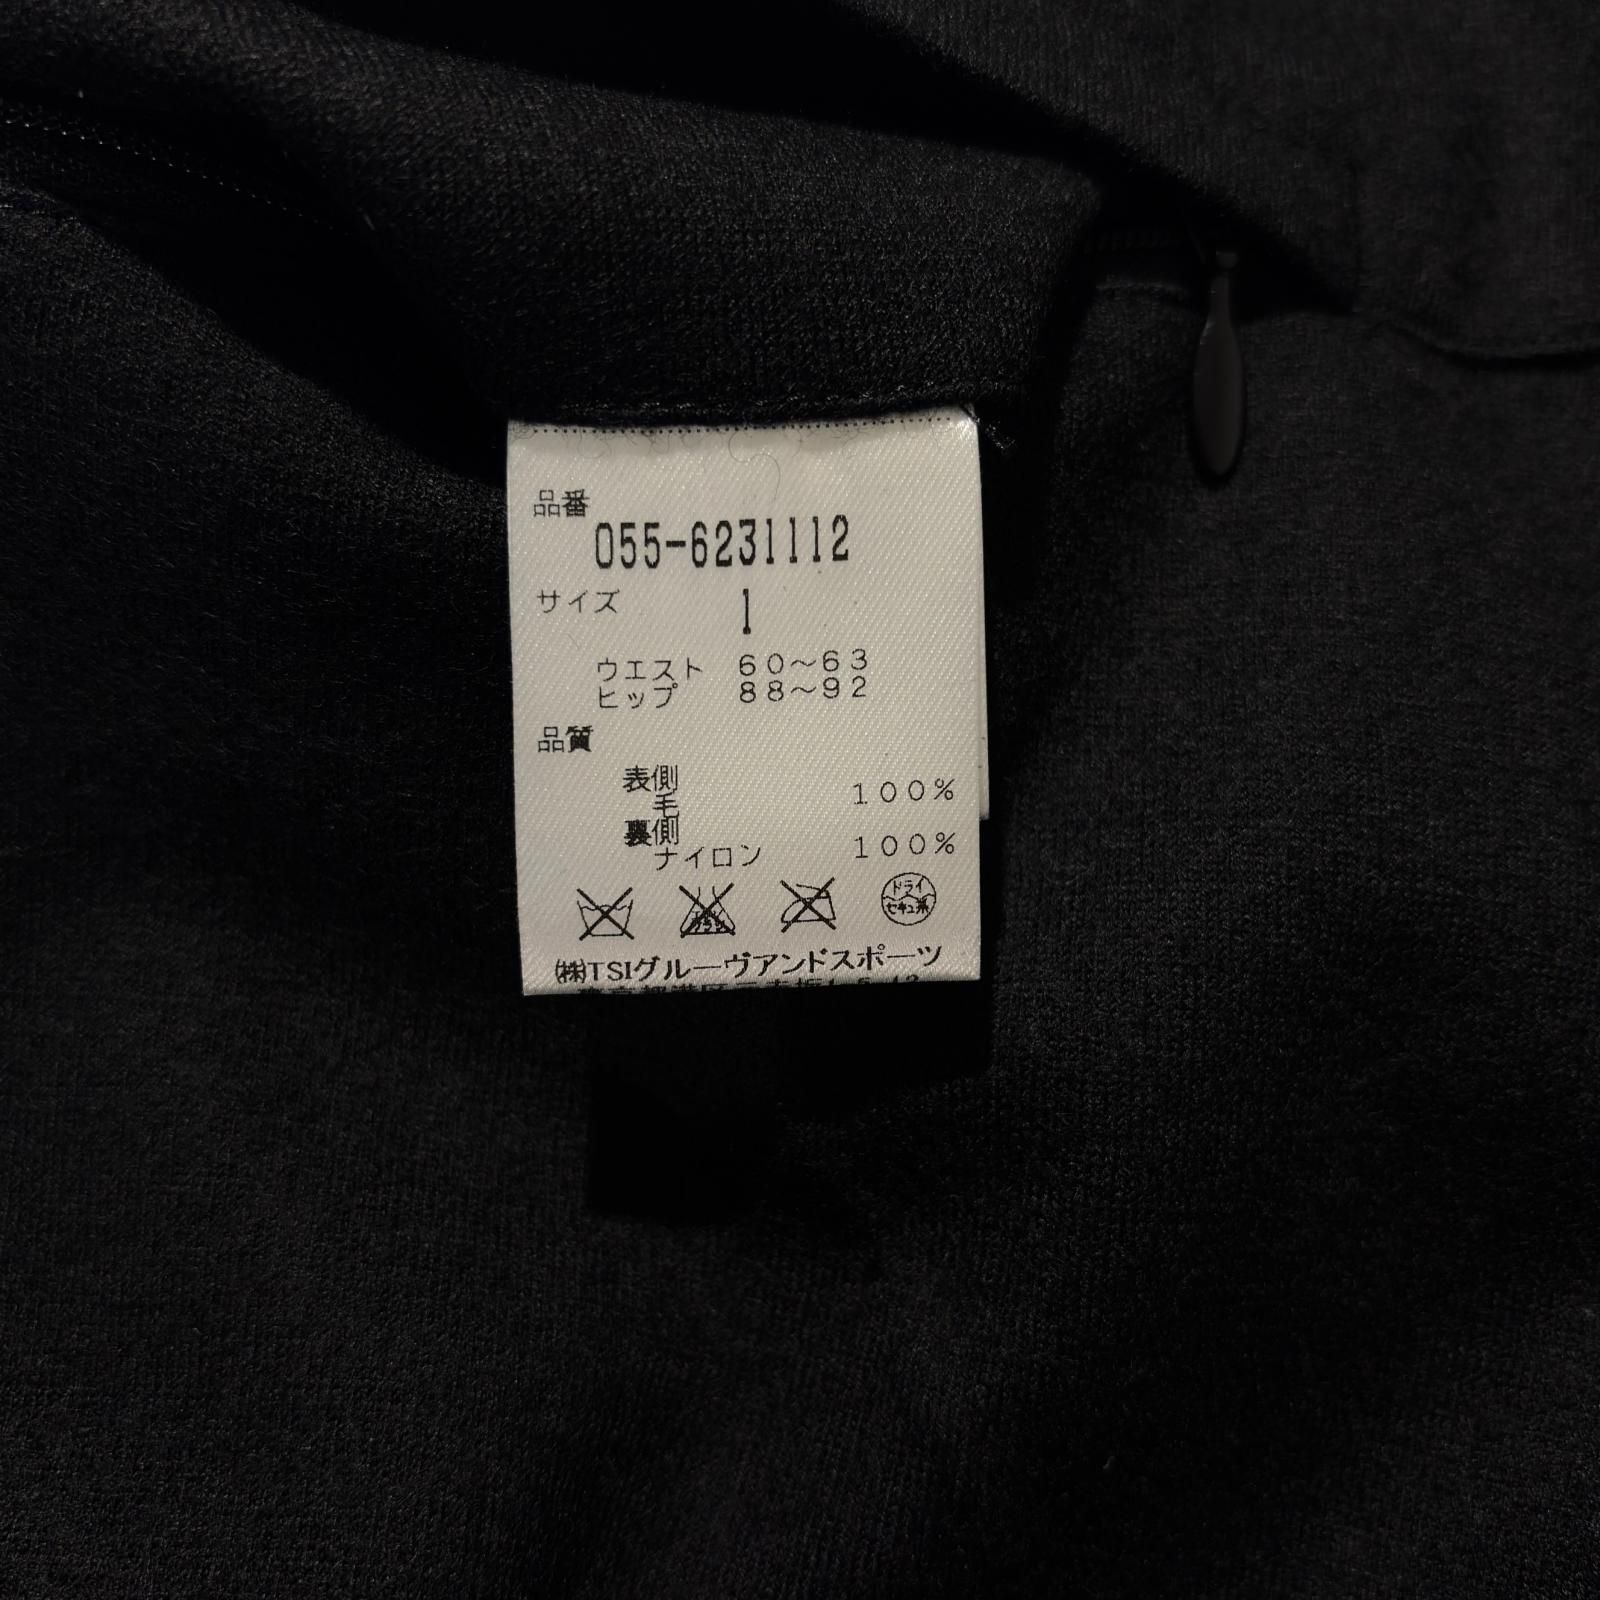 品番
055-6231112
サイズ 1
ウエスト 60～63
ヒップ 88～92
品質
表側
毛 100%
裏側
ナイロン 100%
ドライ
セキュ系
㈱TSIグルーヴアンドスポーツ